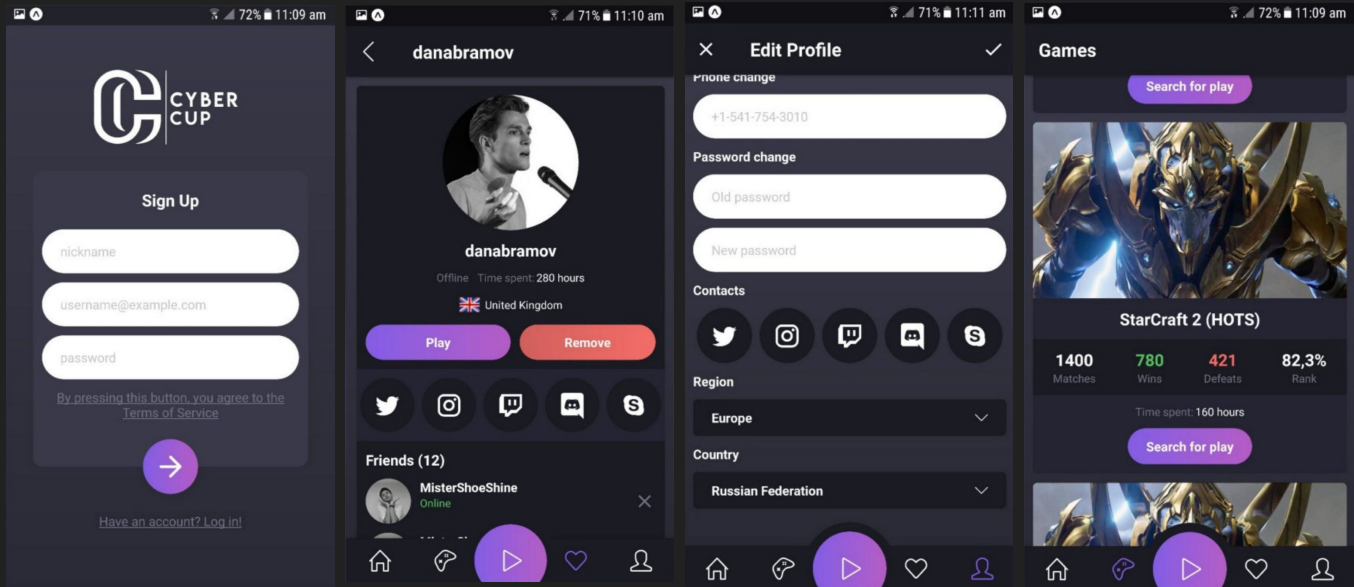 72% 11:09 am
CYBER
CUP
Sign Up
nickname
username@example.com
password
By pressing this button, you agree to the
Terms of Service
Have an account? Log in!
71% 11:10 am
danabramov
danabramov
Offline Time spent: 280 hours
United Kingdom
Play Remove
Friends (12)
MisterShoeShine
Online
71% 11:11 am
Edit Profile
Phone change
+1-541-754-3010
Password change
Old password
New password
Contacts
Region
Europe
Country
Russian Federation
72% 11:09 am
Games
Search for play
StarCraft 2 (HOTS)
1400 780 421 82,3%
Matches Wins Defeats Rank
Time spent: 160 hours
Search for play